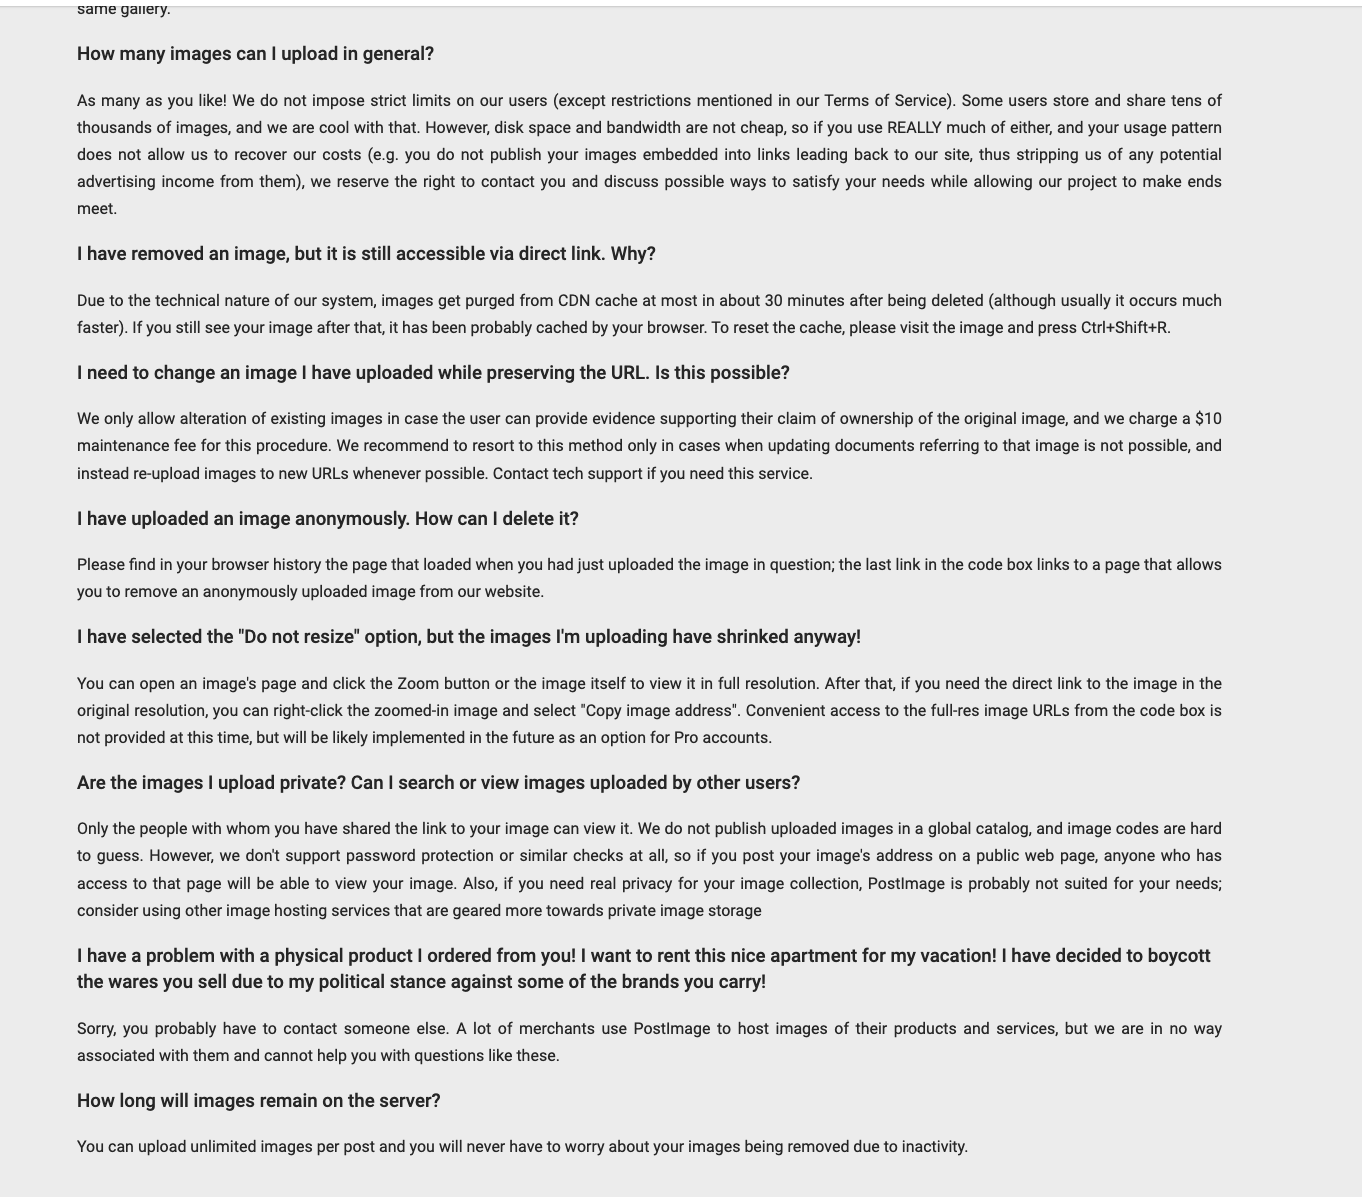 same gallery.
How many images can I upload in general?
As many as you like! We do not impose strict limits on our users (except restrictions mentioned in our Terms of Service). Some users store and share tens of
thousands of images, and we are cool with that. However, disk space and bandwidth are not cheap, so if you use REALLY much of either, and your usage pattern
does not allow us to recover our costs (e.g. you do not publish your images embedded into links leading back to our site, thus stripping us of any potential
advertising income from them), we reserve the right to contact you and discuss possible ways to satisfy your needs while allowing our project to make ends
meet.
I have removed an image, but it is still accessible via direct link. Why?
Due to the technical nature of our system, images get purged from CDN cache at most in about 30 minutes after being deleted (although usually it occurs much
faster). If you still see your image after that, it has been probably cached by your browser. To reset the cache, please visit the image and press Ctrl+Shift+R.
I need to change an image I have uploaded while preserving the URL. Is this possible?
We only allow alteration of existing images in case the user can provide evidence supporting their claim of ownership of the original image, and we charge a $10
maintenance fee for this procedure. We recommend to resort to this method only in cases when updating documents referring to that image is not possible, and
instead re-upload images to new URLs whenever possible. Contact tech support if you need this service.
I have uploaded an image anonymously. How can I delete it?
Please find in your browser history the page that loaded when you had just uploaded the image in question; the last link in the code box links to a page that allows
you to remove an anonymously uploaded image from our website.
I have selected the "Do not resize" option, but the images I'm uploading have shrinked anyway!
You can open an image's page and click the Zoom button or the image itself to view it in full resolution. After that, if you need the direct link to the image in the
original resolution, you can right-click the zoomed-in image and select "Copy image address". Convenient access to the full-res image URLs from the code box is
not provided at this time, but will be likely implemented in the future as an option for Pro accounts.
Are the images I upload private? Can I search or view images uploaded by other users?
Only the people with whom you have shared the link to your image can view it. We do not publish uploaded images in a global catalog, and image codes are hard
to guess. However, we don't support password protection or similar checks at all, so if you post your image's address on a public web page, anyone who has
access to that page will be able to view your image. Also, if you need real privacy for your image collection, PostImage is probably not suited for your needs;
consider using other image hosting services that are geared more towards private image storage
I have a problem with a physical product I ordered from you! I want to rent this nice apartment for my vacation! I have decided to boycott
the wares you sell due to my political stance against some of the brands you carry!
Sorry, you probably have to contact someone else. A lot of merchants use PostImage to host images of their products and services, but we are in no way
associated with them and cannot help you with questions like these.
How long will images remain on the server?
You can upload unlimited images per post and you will never have to worry about your images being removed due to inactivity.